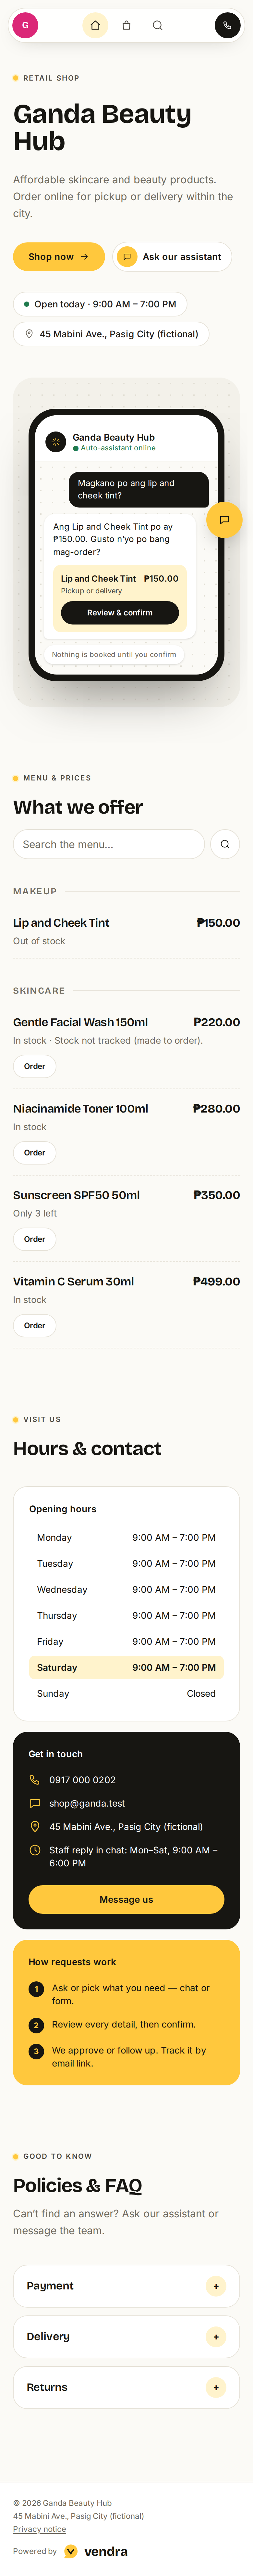 G
RETAIL SHOP
Ganda Beauty
Hub
Affordable skincare and beauty products.
Order online for pickup or delivery within the
city.
Shop now →
Ask our assistant
Open today · 9:00 AM – 7:00 PM
45 Mabini Ave., Pasig City (fictional)
Ganda Beauty Hub
Auto-assistant online
Magkano po ang lip and
cheek tint?
Ang Lip and Cheek Tint po ay
₱150.00. Gusto n'yo po bang
mag-order?
Lip and Cheek Tint ₱150.00
Pickup or delivery
Review & confirm
Nothing is booked until you confirm
MENU & PRICES
What we offer
Search the menu...
MAKEUP
Lip and Cheek Tint ₱150.00
Out of stock
SKINCARE
Gentle Facial Wash 150ml ₱220.00
In stock · Stock not tracked (made to order).
Order
Niacinamide Toner 100ml ₱280.00
In stock
Order
Sunscreen SPF50 50ml ₱350.00
Only 3 left
Order
Vitamin C Serum 30ml ₱499.00
In stock
Order
VISIT US
Hours & contact
Opening hours
Monday 9:00 AM – 7:00 PM
Tuesday 9:00 AM – 7:00 PM
Wednesday 9:00 AM – 7:00 PM
Thursday 9:00 AM – 7:00 PM
Friday 9:00 AM – 7:00 PM
Saturday 9:00 AM – 7:00 PM
Sunday Closed
Get in touch
0917 000 0202
shop@ganda.test
45 Mabini Ave., Pasig City (fictional)
Staff reply in chat: Mon–Sat, 9:00 AM –
6:00 PM
Message us
How requests work
1 Ask or pick what you need — chat or
form.
2 Review every detail, then confirm.
3 We approve or follow up. Track it by
email link.
GOOD TO KNOW
Policies & FAQ
Can't find an answer? Ask our assistant or
message the team.
Payment +
Delivery +
Returns +
© 2026 Ganda Beauty Hub
45 Mabini Ave., Pasig City (fictional)
Privacy notice
Powered by vendra